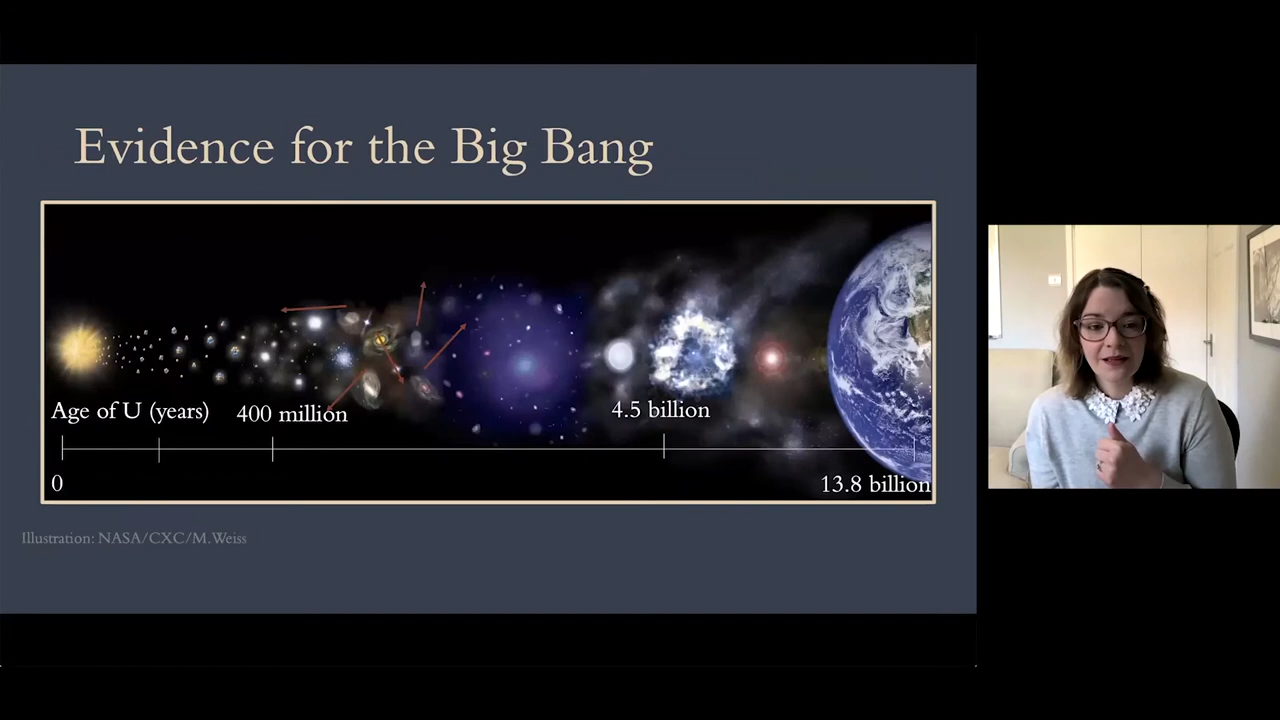 Evidence for the Big Bang
Age of U (years)
400 million
4.5 billion
0
13.8 billion
Illustration: NASA/CXC/M.Weiss